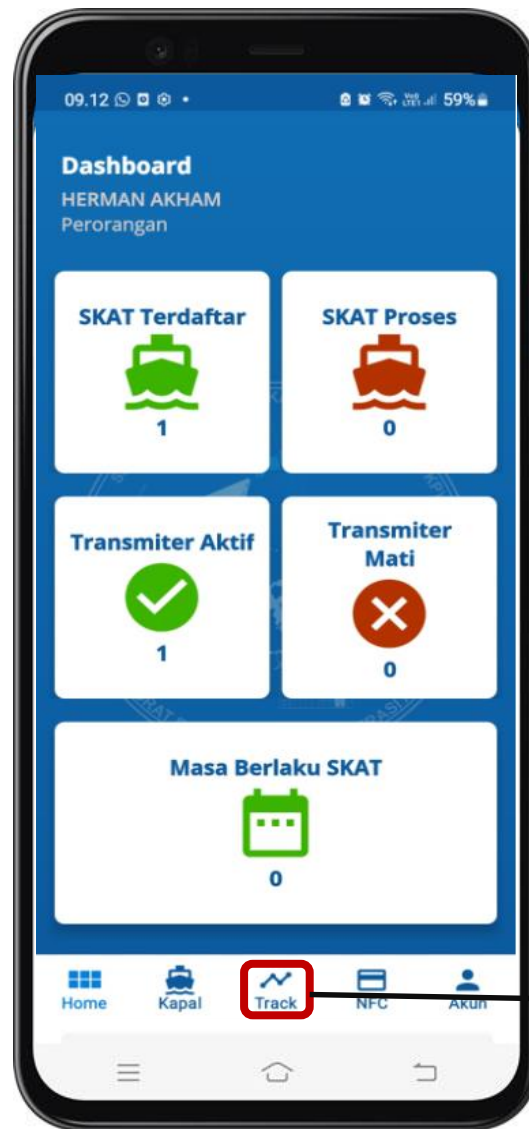 09.12
59%
Dashboard
HERMAN AKHAM
Perorangan
SKAT Terdaftar
1
SKAT Proses
0
Transmiter Aktif
1
Transmiter
Mati
0
Masa Berlaku SKAT
0
Home
Kapal
Track
NFC
Akun